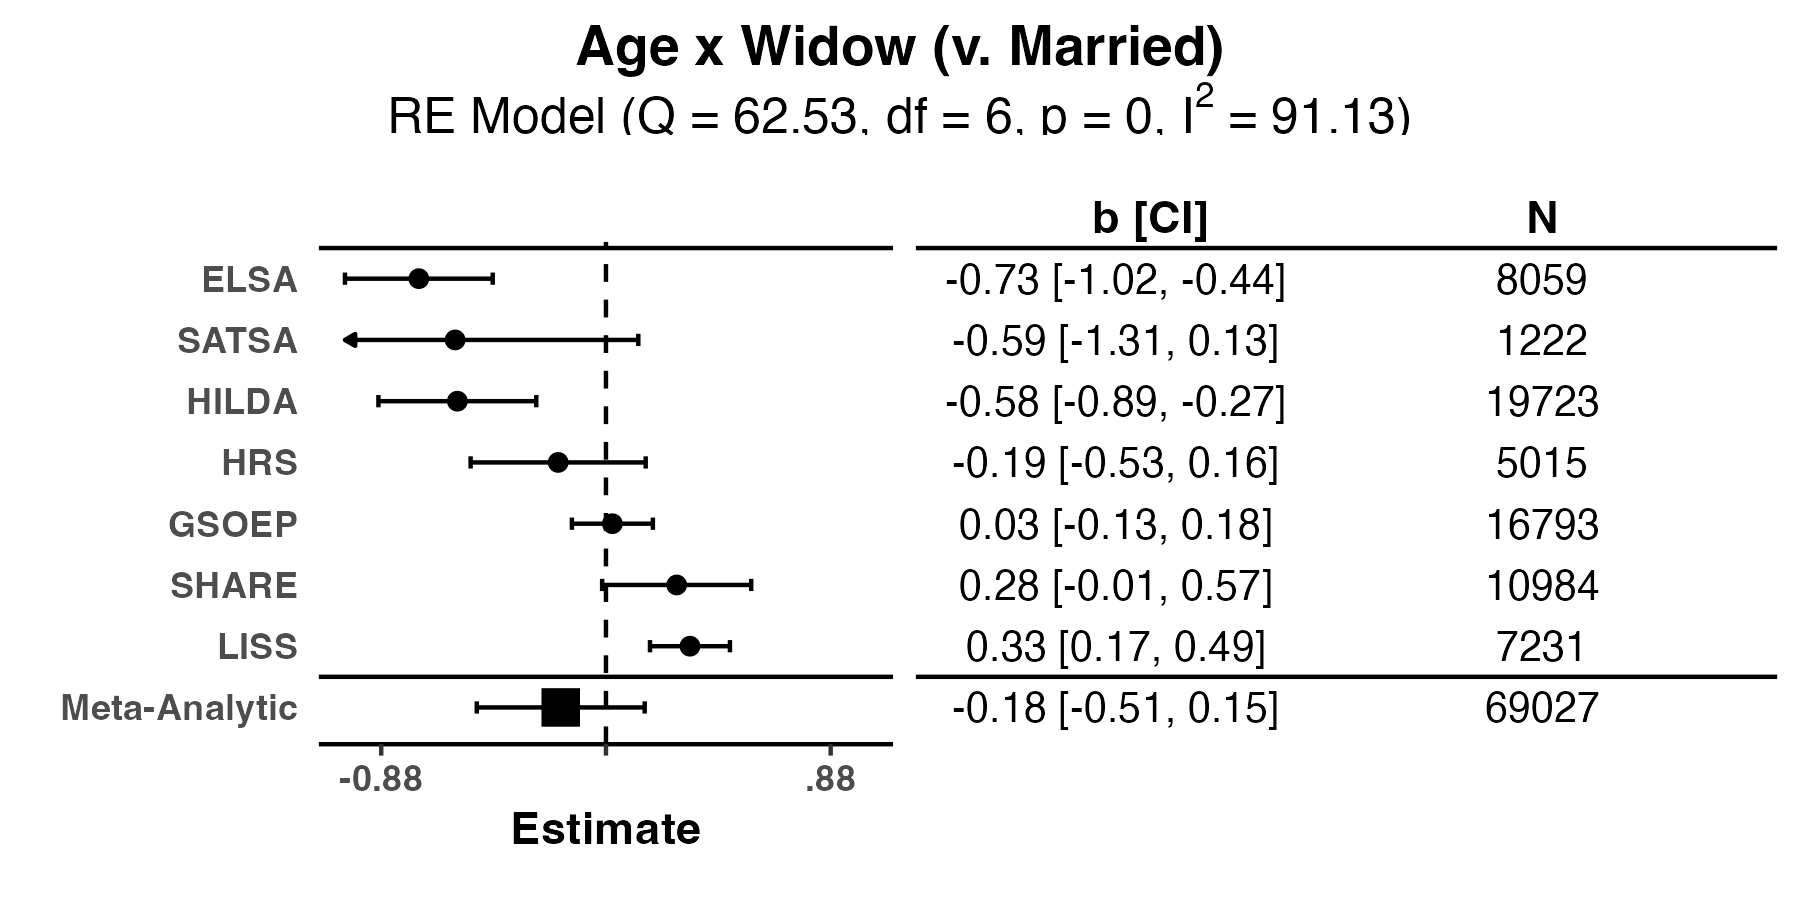 Age x Widow (v. Married)
RE Model (Q = 62.53, df = 6, p = 0, I² = 91.13)
b [CI] N
ELSA -0.73 [-1.02, -0.44] 8059
SATSA -0.59 [-1.31, 0.13] 1222
HILDA -0.58 [-0.89, -0.27] 19723
HRS -0.19 [-0.53, 0.16] 5015
GSOEP 0.03 [-0.13, 0.18] 16793
SHARE 0.28 [-0.01, 0.57] 10984
LISS 0.33 [0.17, 0.49] 7231
Meta-Analytic -0.18 [-0.51, 0.15] 69027
-0.88 .88
Estimate